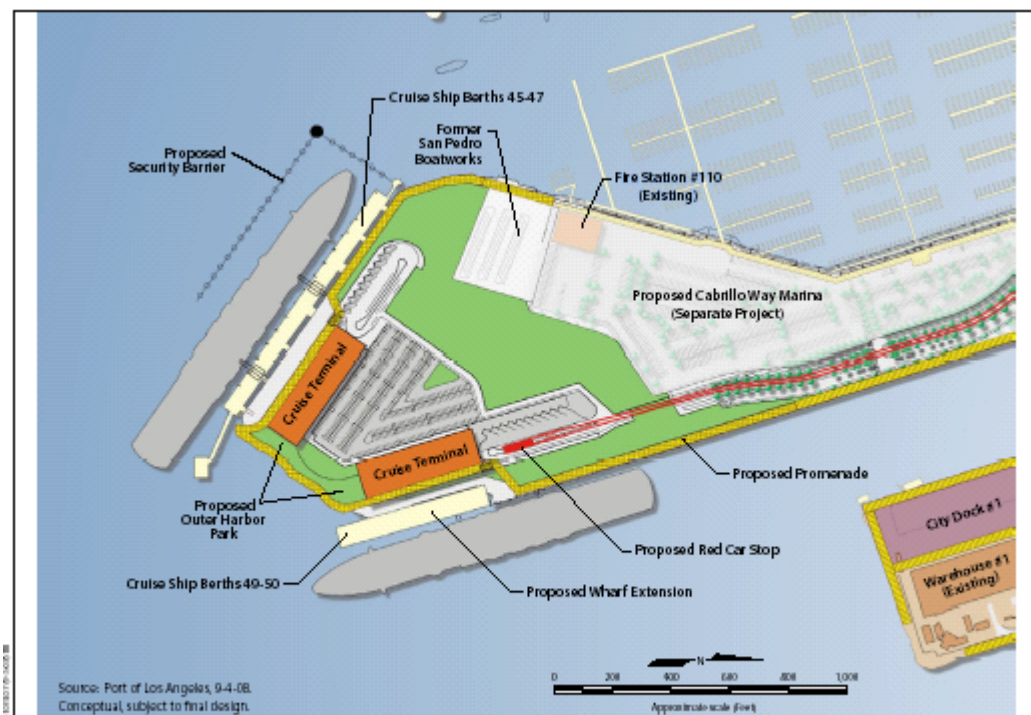 Cruise Ship Berths 45-47
Former
San Pedro
Boatworks
Proposed
Security Barrier
Fire Station #110
(Existing)
Proposed Cabrillo Way Marina
(Separate Project)
Cruise Terminal
Cruise Terminal
Proposed Promenade
Proposed
Outer Harbor
Park
City Dock #1
Proposed Red Car Stop
Warehouse #1
(Existing)
Cruise Ship Berths 49-50
Proposed Wharf Extension
N
0 200 400 600 800 1,000
Approximate scale (Feet)
Source: Port of Los Angeles, 9-4-08.
Conceptual, subject to final design.